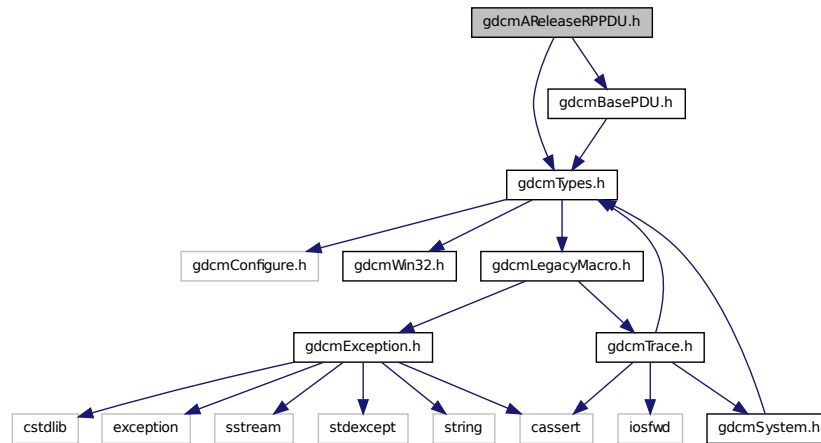 gdcmAReleaseRPPDU.h
gdcmBasePDU.h
gdcmTypes.h
gdcmConfigure.h
gdcmWin32.h
gdcmLegacyMacro.h
gdcmException.h
gdcmTrace.h
cstdlib
exception
sstream
stdexcept
string
cassert
iosfwd
gdcmSystem.h